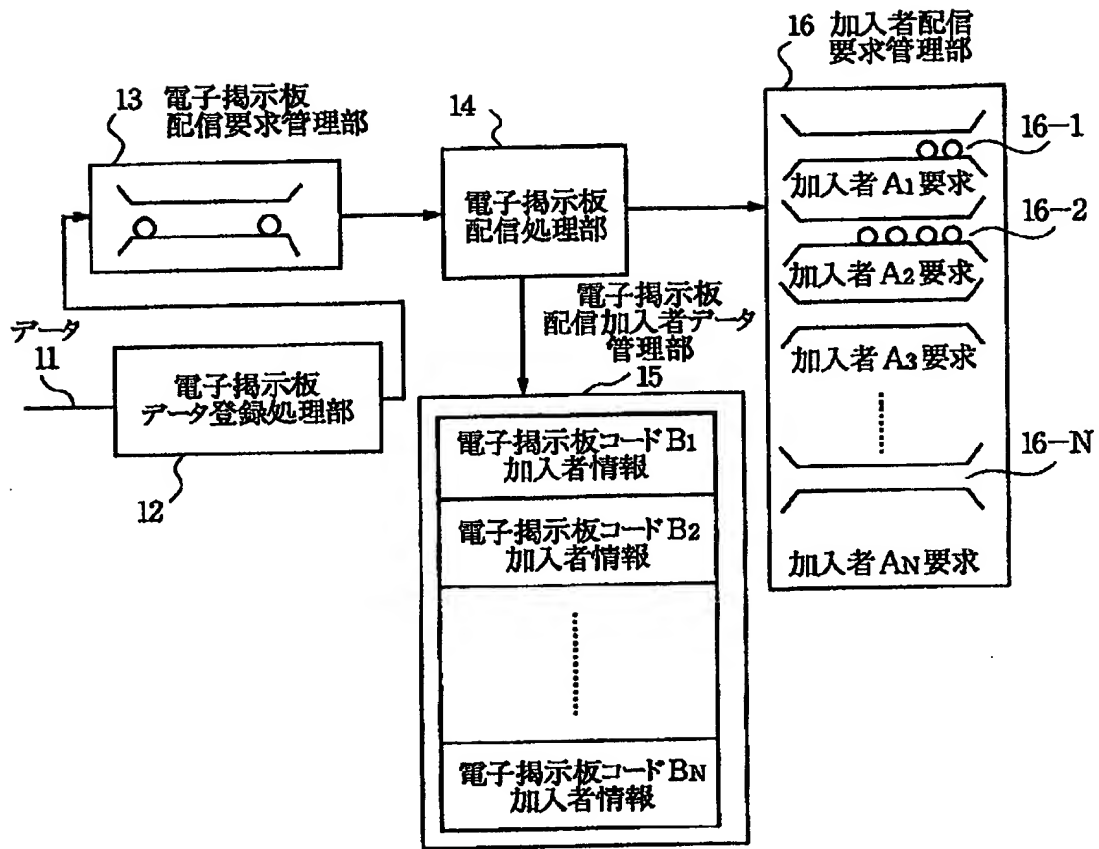 16 加入者配信
要求管理部
13 電子掲示板
配信要求管理部
14
16-1
加入者A1要求
16-2
加入者A2要求
電子掲示板
配信処理部
電子掲示板
配信加入者データ
管理部
15
加入者A3要求
データ
11
電子掲示板
データ登録処理部
12
16-N
加入者AN要求
電子掲示板コードB1
加入者情報
電子掲示板コードB2
加入者情報
電子掲示板コードBN
加入者情報